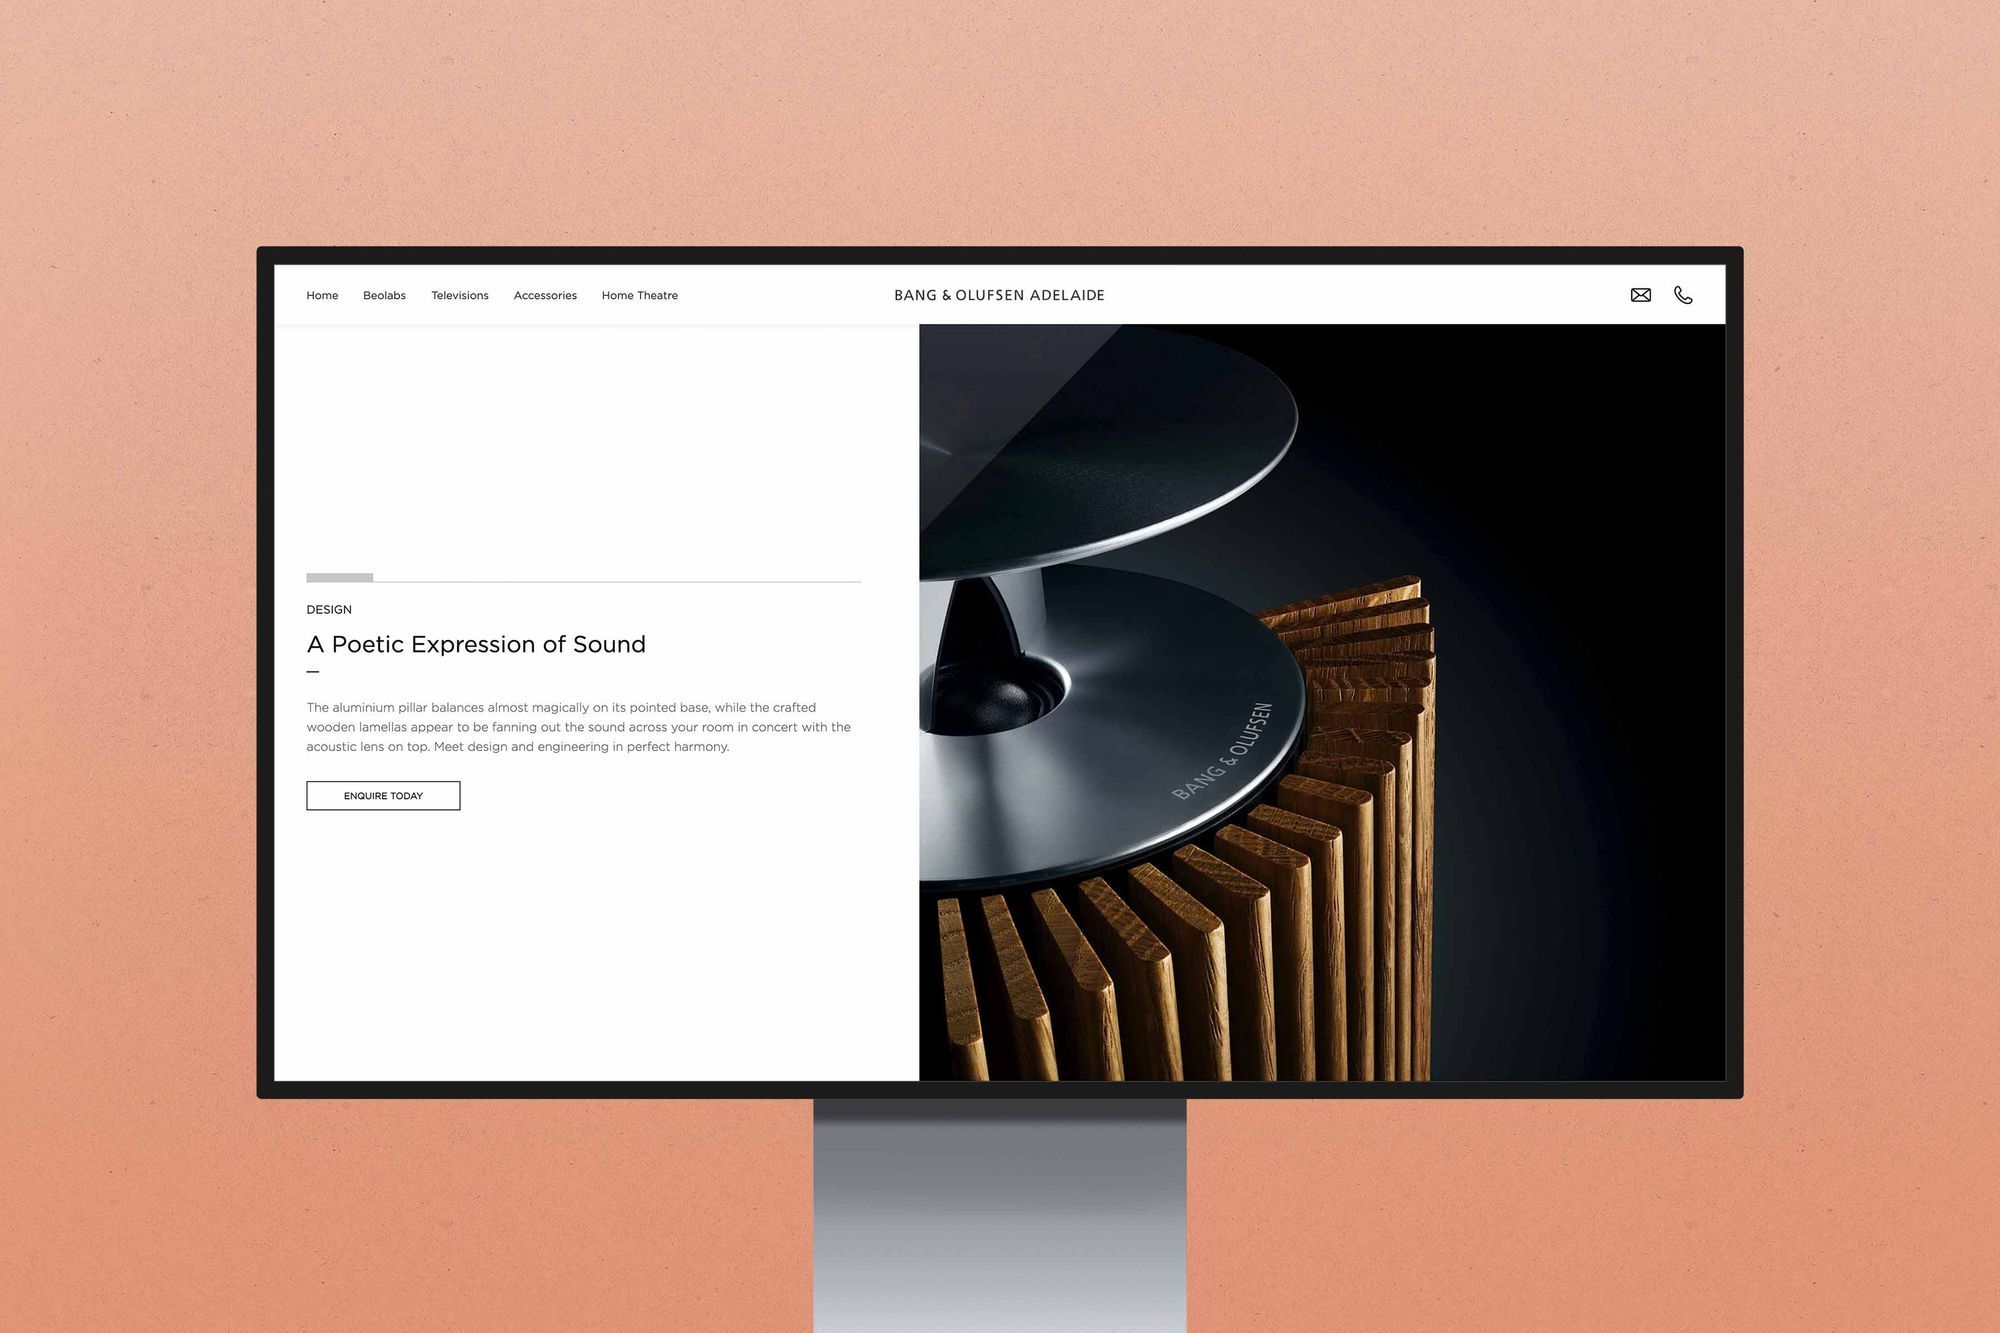 Home Beolabs Televisions Accessories Home Theatre BANG & OLUFSEN ADELAIDE
DESIGN
A Poetic Expression of Sound
The aluminium pillar balances almost magically on its pointed base, while the crafted
wooden lamellas appear to be fanning out the sound across your room in concert with the
acoustic lens on top. Meet design and engineering in perfect harmony.
ENQUIRE TODAY
BANG & OLUFSEN